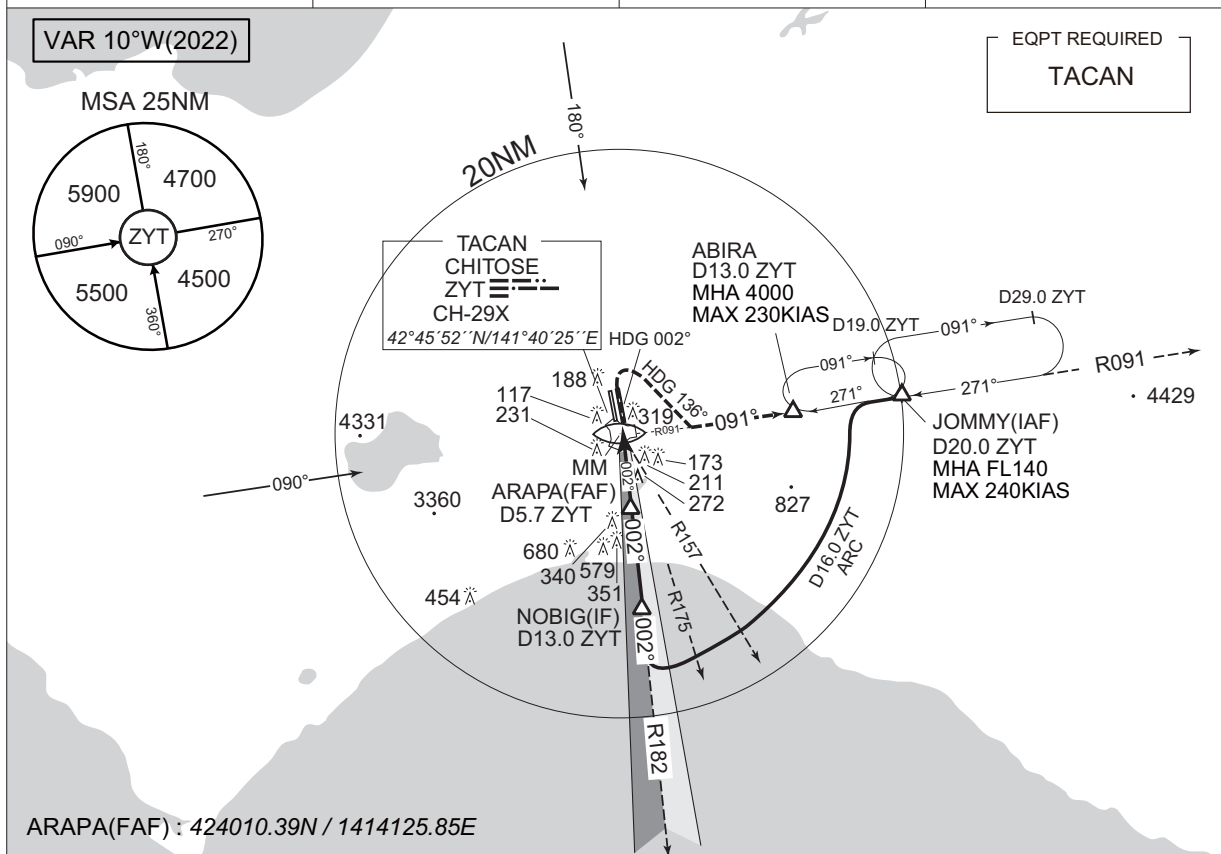 VAR 10°W(2022)
EQPT REQUIRED
TACAN
MSA 25NM
180°
5900
4700
090°
ZYT
270°
5500
4500
360°
180°
20NM
TACAN
CHITOSE
ZYT
CH-29X
42°45´52´´N/141°40´25´´E
HDG 002°
HDG 136°
ABIRA
D13.0 ZYT
MHA 4000
MAX 230KIAS
D19.0 ZYT
D29.0 ZYT
091°
091°
R091
271°
271°
091°
R091
4429
JOMMY(IAF)
D20.0 ZYT
MHA FL140
MAX 240KIAS
188
117
231
319
4331
090°
3360
MM
002°
173
211
272
827
ARAPA(FAF)
D5.7 ZYT
002°
R157
R175
D16.0 ZYT
ARC
680
340
579
351
454
NOBIG(IF)
D13.0 ZYT
002°
R182
ARAPA(FAF) : 424010.39N / 1414125.85E